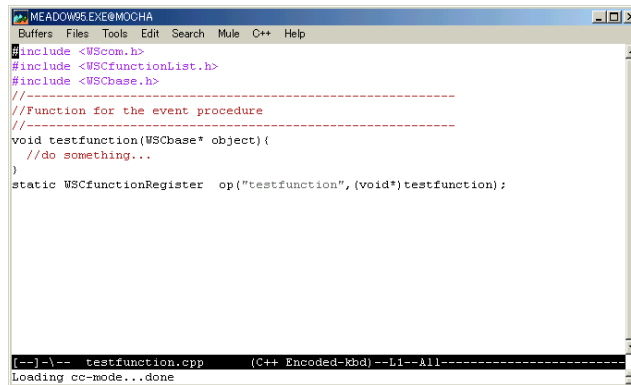 MEADOW95.EXE@MOCHA
Buffers Files Tools Edit Search Mule C++ Help
#include <WScom.h>
#include <WSCfunctionList.h>
#include <WSCbase.h>
//----------------------------------------------------------
//Function for the event procedure
//----------------------------------------------------------
void testfunction(WSCbase* object){
  //do something...
}
static WSCfunctionRegister  op("testfunction",(void*)testfunction);
[--]-\--  testfunction.cpp      (C++ Encoded-kbd)--L1--All-------------------------
Loading cc-mode...done